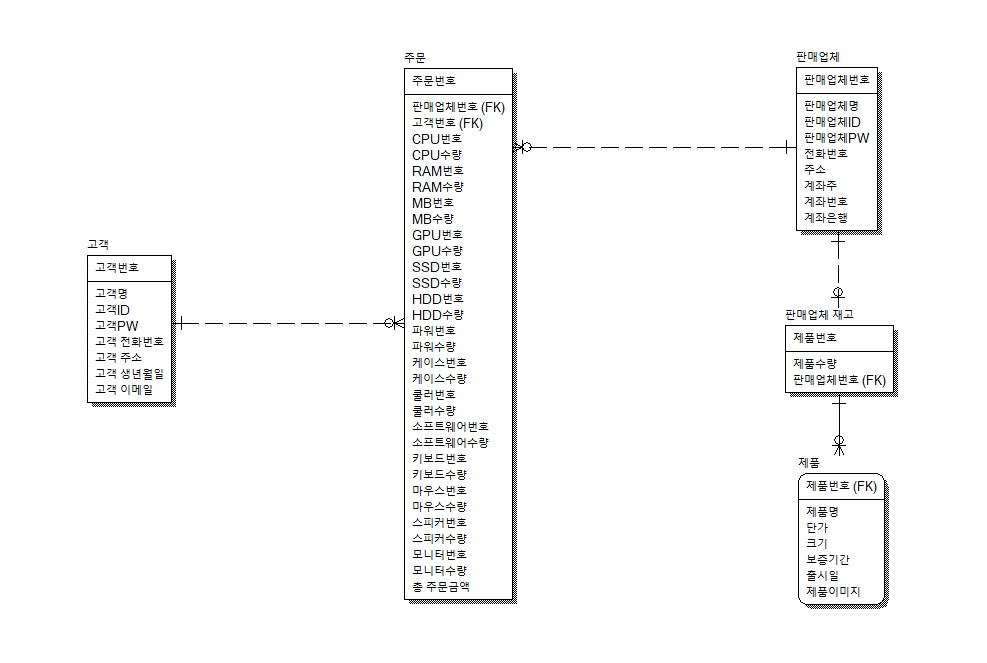 주문
주문번호
판매업체번호 (FK)
고객번호 (FK)
CPU번호
CPU수량
RAM번호
RAM수량
MB번호
MB수량
GPU번호
GPU수량
SSD번호
SSD수량
HDD번호
HDD수량
파워번호
파워수량
케이스번호
케이스수량
쿨러번호
쿨러수량
소프트웨어번호
소프트웨어수량
키보드번호
키보드수량
마우스번호
마우스수량
스피커번호
스피커수량
모니터번호
모니터수량
총 주문금액
판매업체
판매업체번호
판매업체명
판매업체ID
판매업체PW
전화번호
주소
계좌주
계좌번호
계좌은행
고객
고객번호
고객명
고객ID
고객PW
고객 전화번호
고객 주소
고객 생년월일
고객 이메일
판매업체 재고
제품번호
제품수량
판매업체번호 (FK)
제품
제품번호 (FK)
제품명
단가
크기
보증기간
출시일
제품이미지